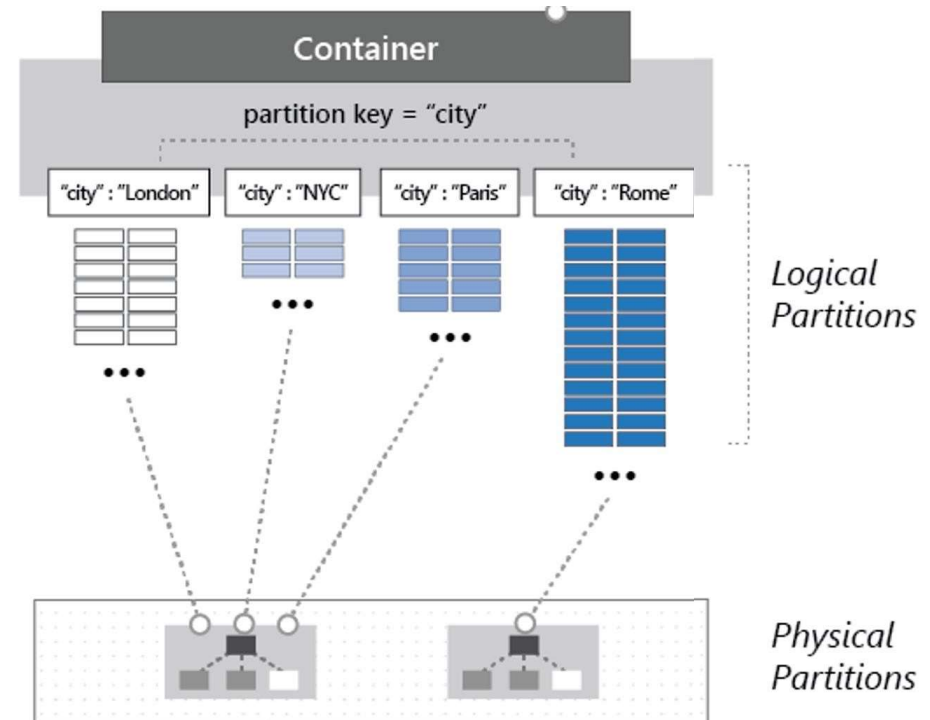 Container
partition key = “city”
“city” : “London”
“city” : “NYC”
“city” : “Paris”
“city” : “Rome”
Logical
Partitions
Physical
Partitions